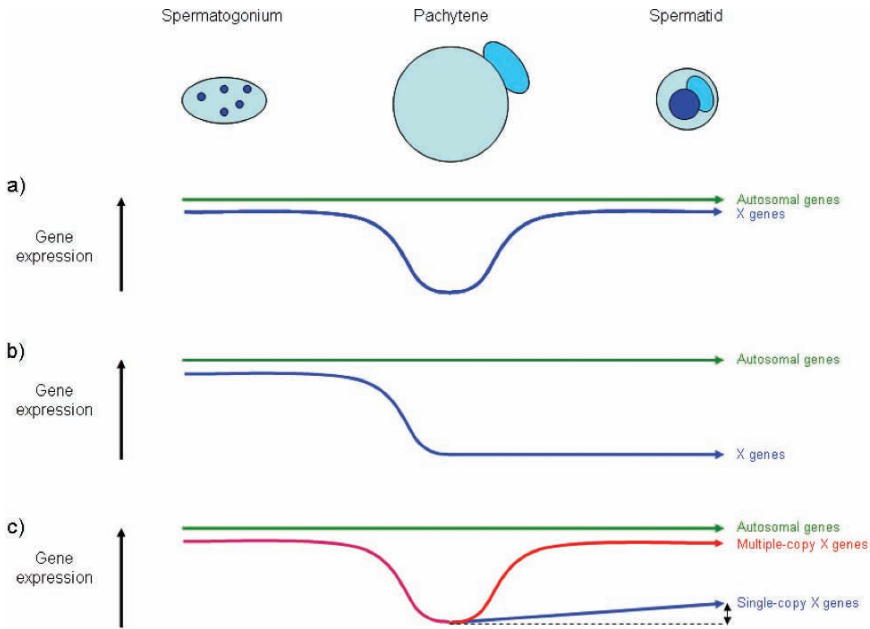 Spermatogonium Pachytene Spermatid
a)
Gene
expression
Autosomal genes
X genes
b)
Gene
expression
Autosomal genes
X genes
c)
Gene
expression
Autosomal genes
Multiple-copy X genes
Single-copy X genes